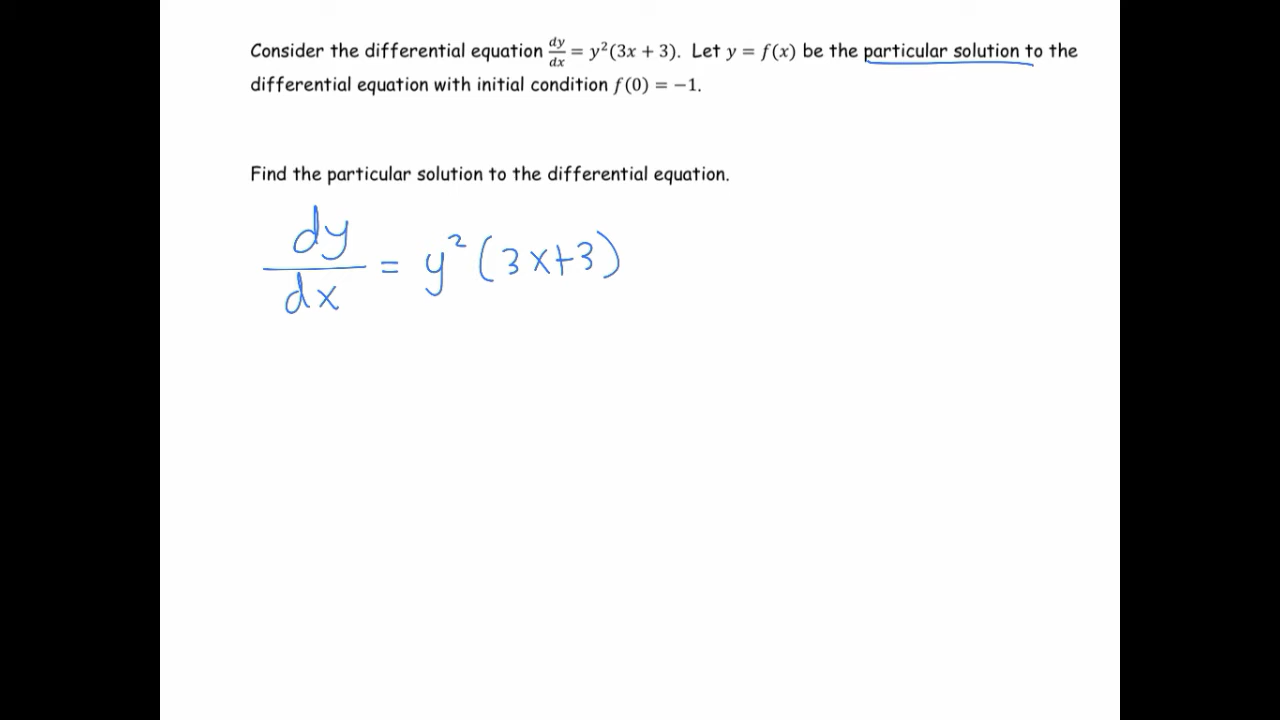 Consider the differential equation dy/dx = y²(3x + 3). Let y = f(x) be the particular solution to the
differential equation with initial condition f(0) = −1.
Find the particular solution to the differential equation.
dy/dx = y² (3x+3)